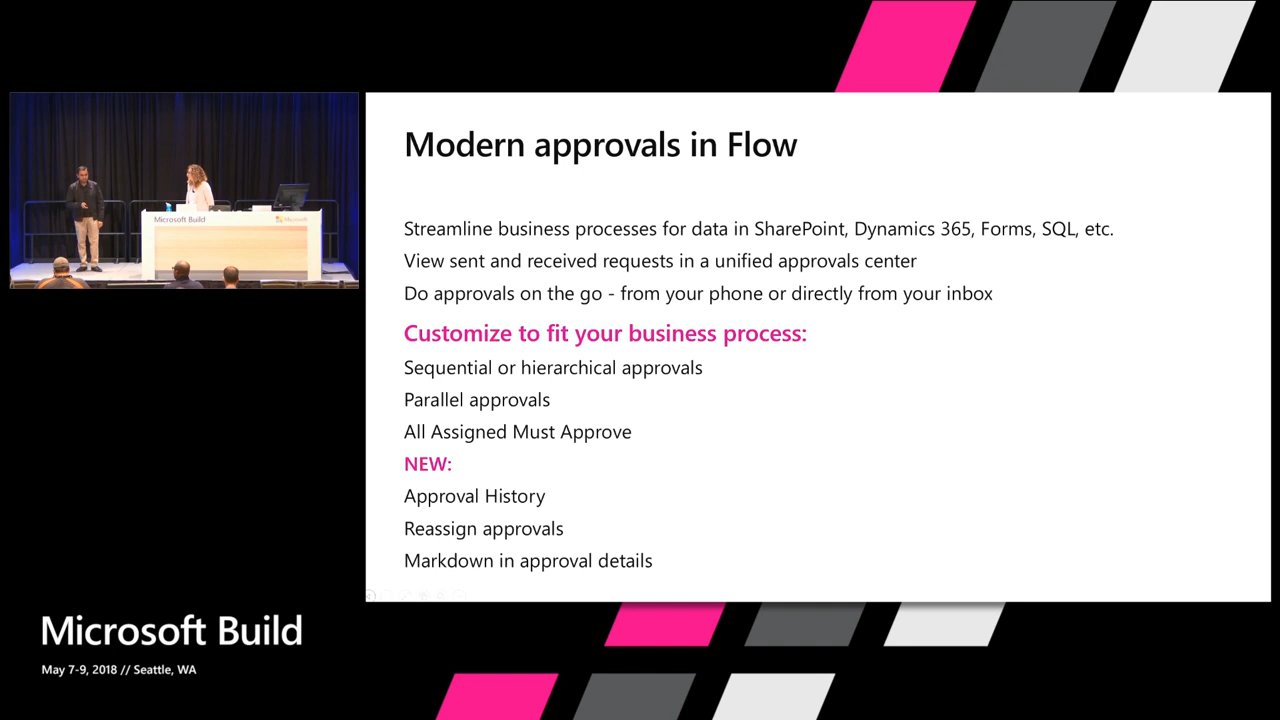 Modern approvals in Flow
Streamline business processes for data in SharePoint, Dynamics 365, Forms, SQL, etc.
View sent and received requests in a unified approvals center
Do approvals on the go - from your phone or directly from your inbox
Customize to fit your business process:
Sequential or hierarchical approvals
Parallel approvals
All Assigned Must Approve
NEW:
Approval History
Reassign approvals
Markdown in approval details
Microsoft Build
Microsoft
Microsoft Build
May 7-9, 2018 // Seattle, WA